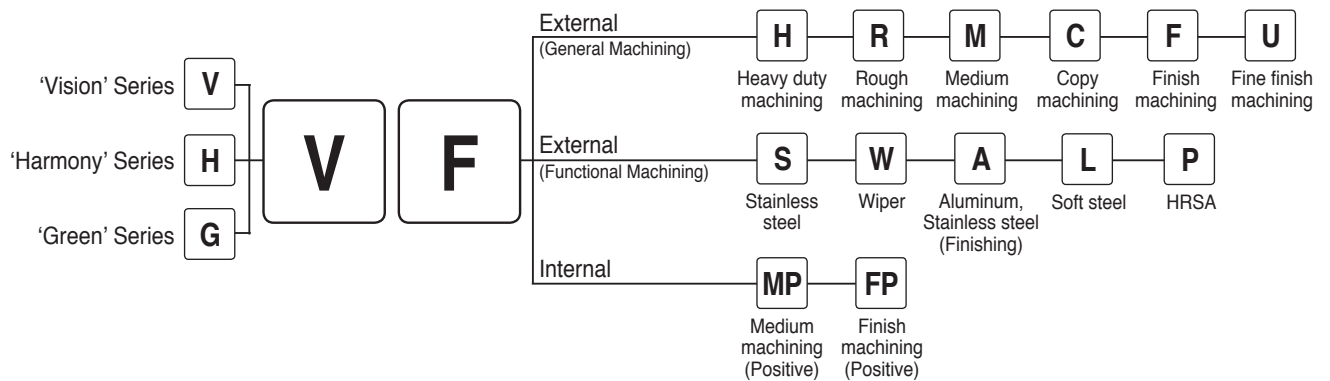 'Vision' Series
V
'Harmony' Series
H
'Green' Series
G
V
F
External
(General Machining)
H
Heavy duty
machining
R
Rough
machining
M
Medium
machining
C
Copy
machining
F
Finish
machining
U
Fine finish
machining
External
(Functional Machining)
S
Stainless
steel
W
Wiper
A
Aluminum,
Stainless steel
(Finishing)
L
Soft steel
P
HRSA
Internal
MP
Medium
machining
(Positive)
FP
Finish
machining
(Positive)